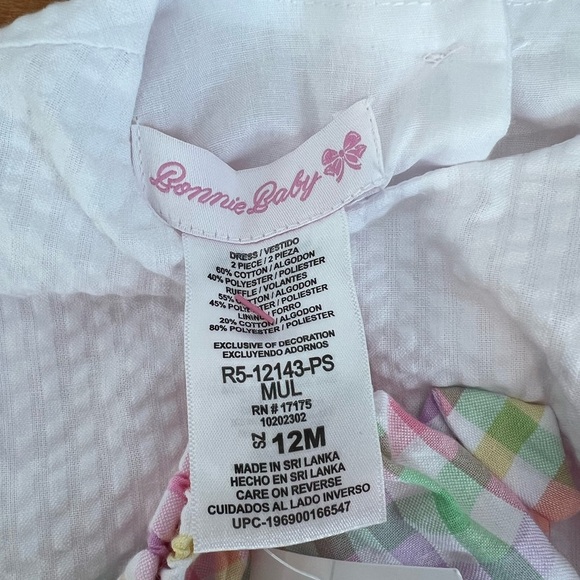 Bonnie Baby
DRESS / VESTIDO
2 PIECE / 2 PIEZA
60% COTTON / ALGODON
40% POLYESTER / POLIESTER
RUFFLE / VOLANTES
55% COTTON / ALGODON
45% POLYESTER / POLIESTER
LINING / FORRO
20% COTTON / ALGODON
80% POLYESTER / POLIESTER
EXCLUSIVE OF DECORATION
EXCLUYENDO ADORNOS
R5-12143-PS
MUL
RN # 17175
10202302
SZ 12M
MADE IN SRI LANKA
HECHO EN SRI LANKA
CARE ON REVERSE
CUIDADOS AL LADO INVERSO
UPC-196900166547